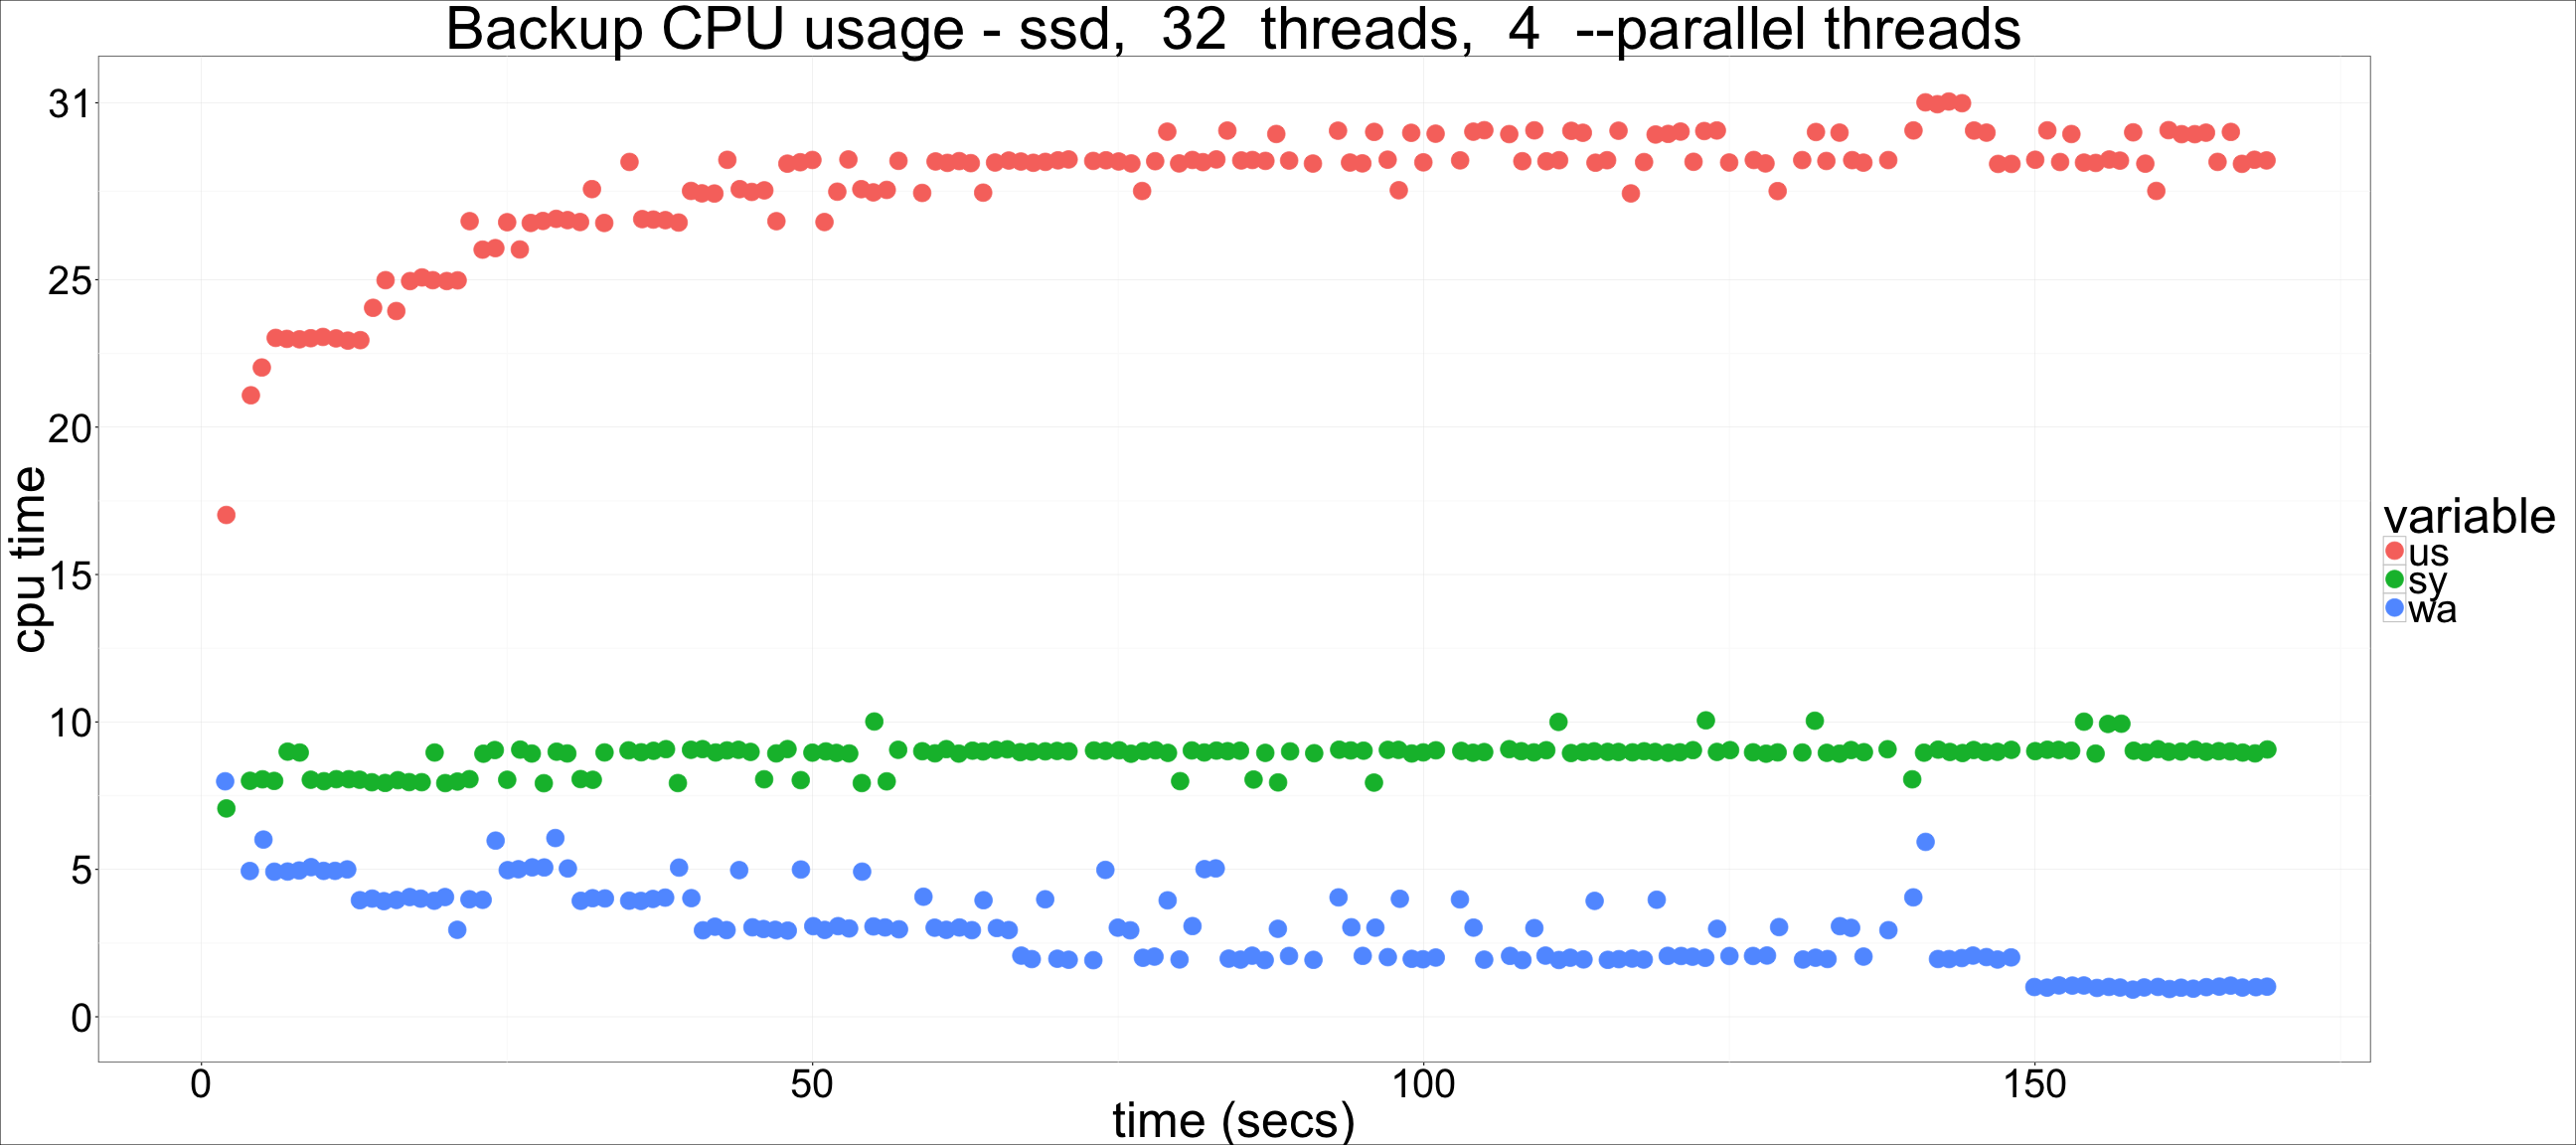 Backup CPU usage - ssd, 32 threads, 4 --parallel threads
31
25
20
15
10
5
0
cpu time
0 50 100 150
time (secs)
variable
us
sy
wa